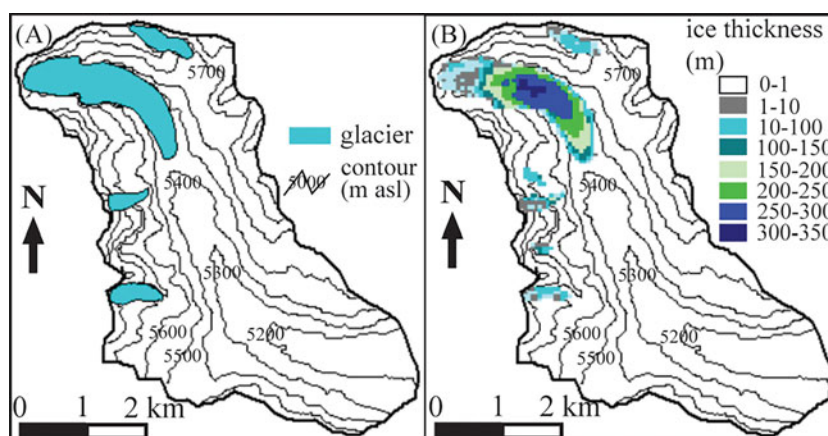 (A)
5700
glacier
5000
contour
(m asl)
N
5400
5300
5200
5600
5500
0 1 2 km
(B)
ice thickness
(m)
0-1
1-10
10-100
100-150
150-200
200-250
250-300
300-350
5700
N
5400
5300
5200
5600
5500
0 1 2 km